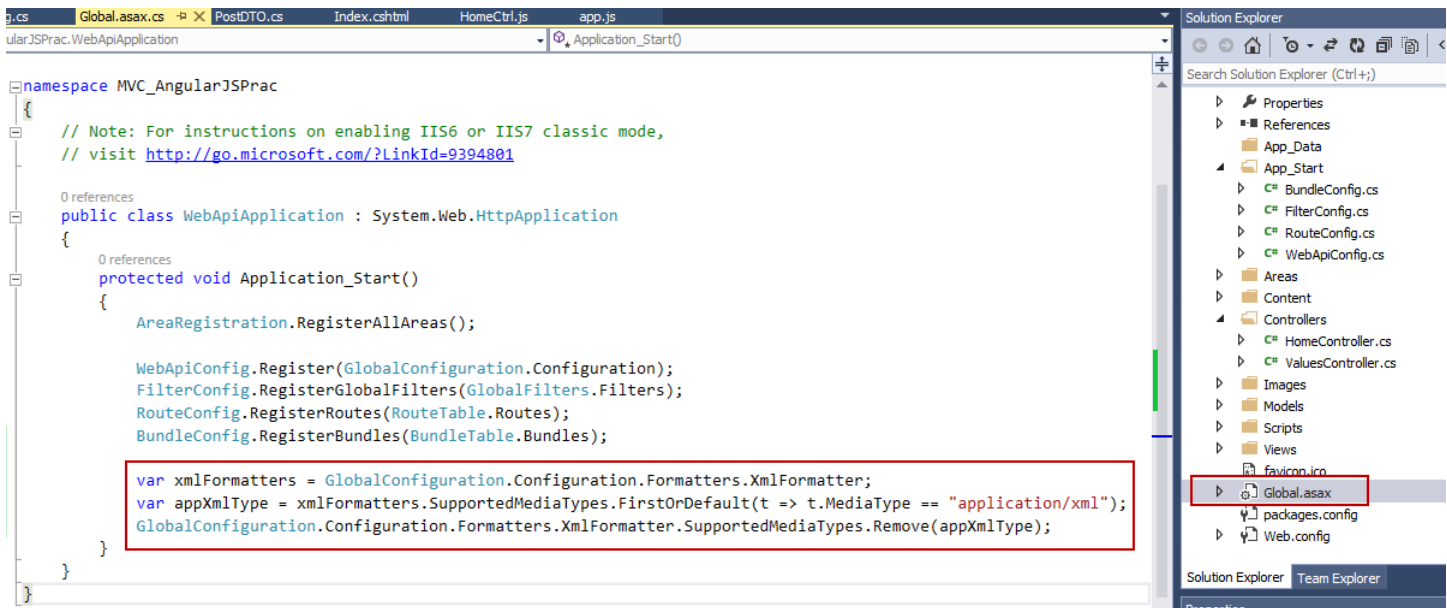 g.cs Global.asax.cs PostDTO.cs Index.cshtml HomeCtrl.js app.js
ularJSPrac.WebApiApplication Application_Start()
namespace MVC_AngularJSPrac
{
// Note: For instructions on enabling IIS6 or IIS7 classic mode,
// visit http://go.microsoft.com/?LinkId=9394801
0 references
public class WebApiApplication : System.Web.HttpApplication
{
0 references
protected void Application_Start()
{
AreaRegistration.RegisterAllAreas();
WebApiConfig.Register(GlobalConfiguration.Configuration);
FilterConfig.RegisterGlobalFilters(GlobalFilters.Filters);
RouteConfig.RegisterRoutes(RouteTable.Routes);
BundleConfig.RegisterBundles(BundleTable.Bundles);
var xmlFormatters = GlobalConfiguration.Configuration.Formatters.XmlFormatter;
var appXmlType = xmlFormatters.SupportedMediaTypes.FirstOrDefault(t => t.MediaType == "application/xml");
GlobalConfiguration.Configuration.Formatters.XmlFormatter.SupportedMediaTypes.Remove(appXmlType);
}
}
}
Solution Explorer
Search Solution Explorer (Ctrl+;)
Properties
References
App_Data
App_Start
C# BundleConfig.cs
C# FilterConfig.cs
C# RouteConfig.cs
C# WebApiConfig.cs
Areas
Content
Controllers
C# HomeController.cs
C# ValuesController.cs
Images
Models
Scripts
Views
favicon.ico
Global.asax
packages.config
Web.config
Solution Explorer Team Explorer
Properties